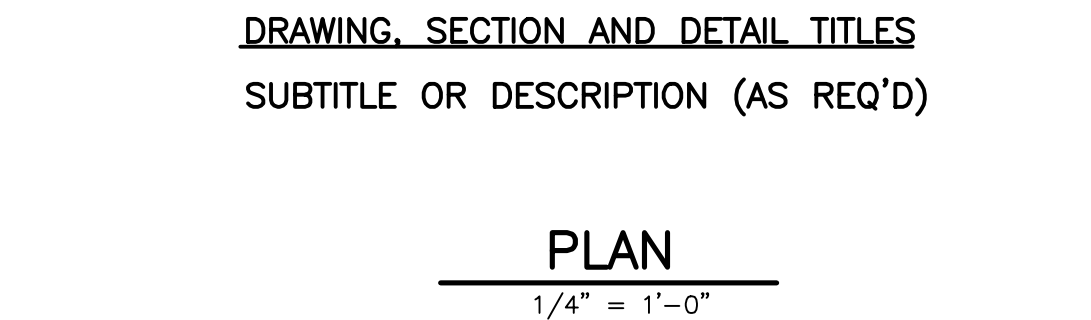 DRAWING, SECTION AND DETAIL TITLES
SUBTITLE OR DESCRIPTION (AS REQ’D)
PLAN
1/4” = 1’–0”